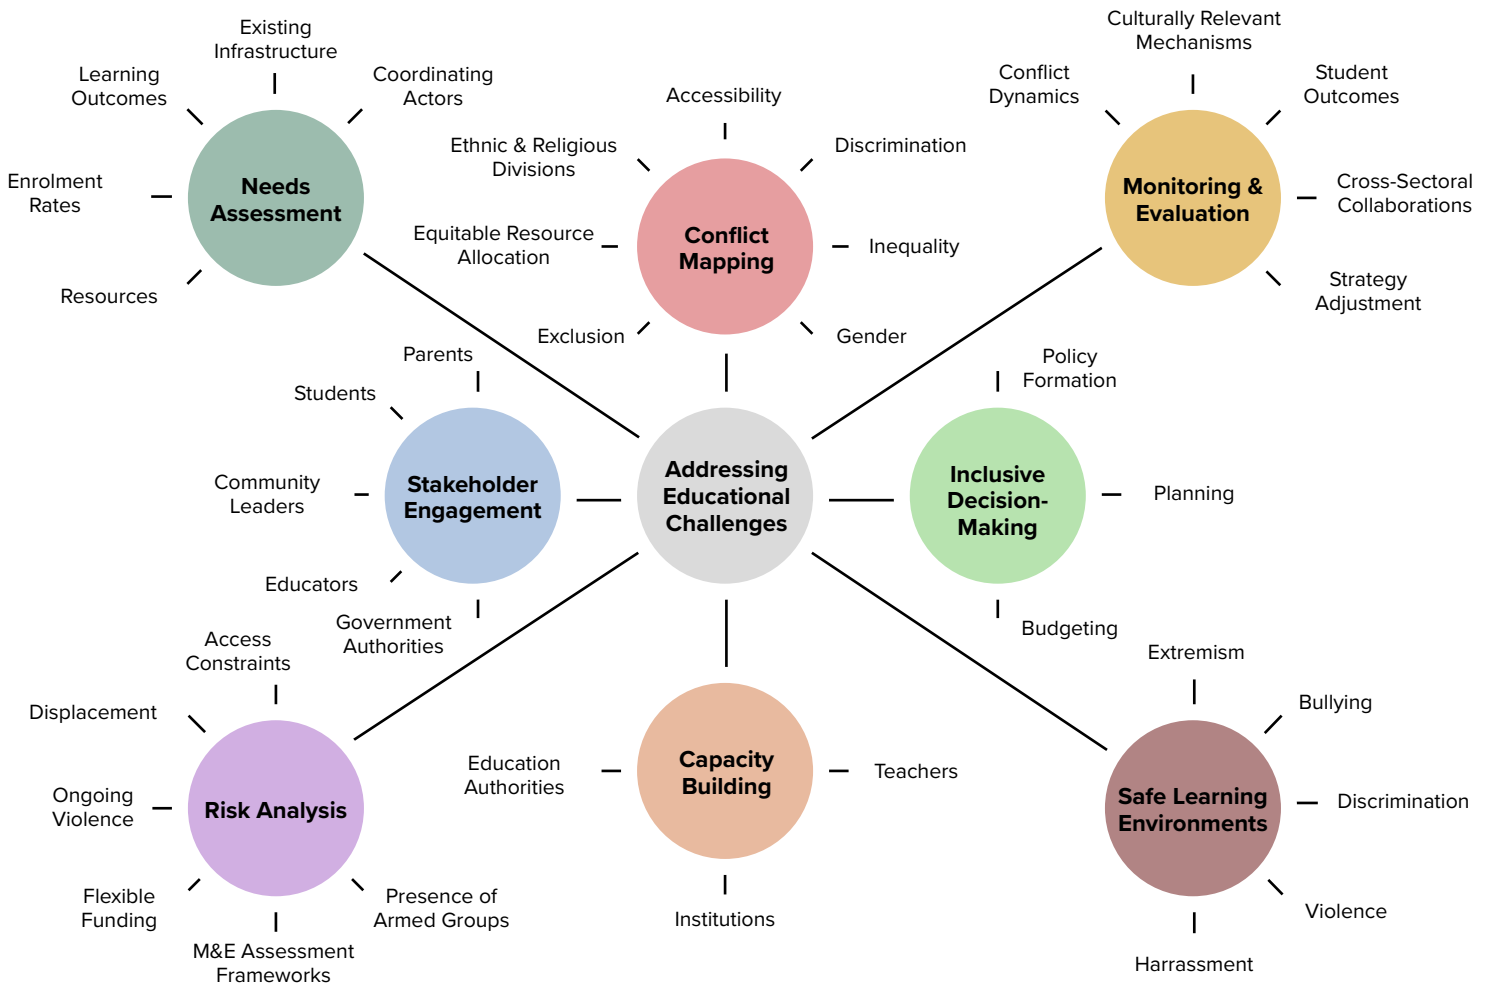 Existing
Infrastructure
Learning
Outcomes
Coordinating
Actors
Enrolment
Rates
Needs
Assessment
Resources
Accessibility
Ethnic & Religious
Divisions
Discrimination
Equitable Resource
Allocation
Conflict
Mapping
Inequality
Exclusion
Gender
Culturally Relevant
Mechanisms
Conflict
Dynamics
Student
Outcomes
Monitoring &
Evaluation
Cross-Sectoral
Collaborations
Strategy
Adjustment
Parents
Students
Community
Leaders
Stakeholder
Engagement
Educators
Government
Authorities
Addressing
Educational
Challenges
Policy
Formation
Inclusive
Decision-
Making
Planning
Budgeting
Access
Constraints
Displacement
Ongoing
Violence
Risk Analysis
Flexible
Funding
Presence of
Armed Groups
M&E Assessment
Frameworks
Education
Authorities
Capacity
Building
Teachers
Institutions
Extremism
Bullying
Safe Learning
Environments
Discrimination
Violence
Harrassment